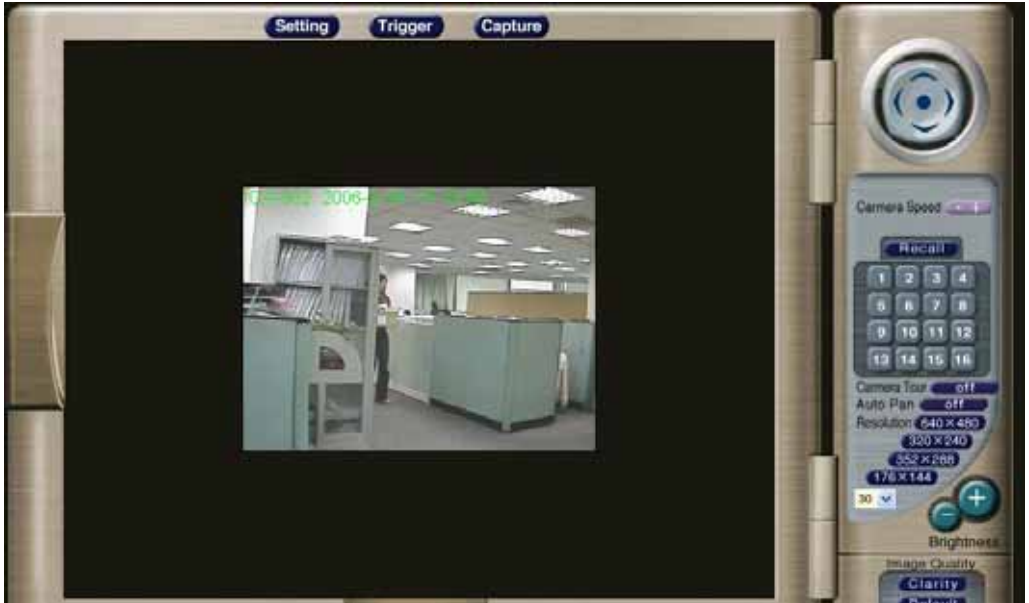 Setting Trigger Capture
2006-
Camera Speed - +
Recall
1 2 3 4
5 6 7 8
9 10 11 12
13 14 15 16
Camera Tour off
Auto Pan off
Resolution 640×480
320×240
352×288
176×144
30
+
-
Brightness
Image Quality
Clarity
Default